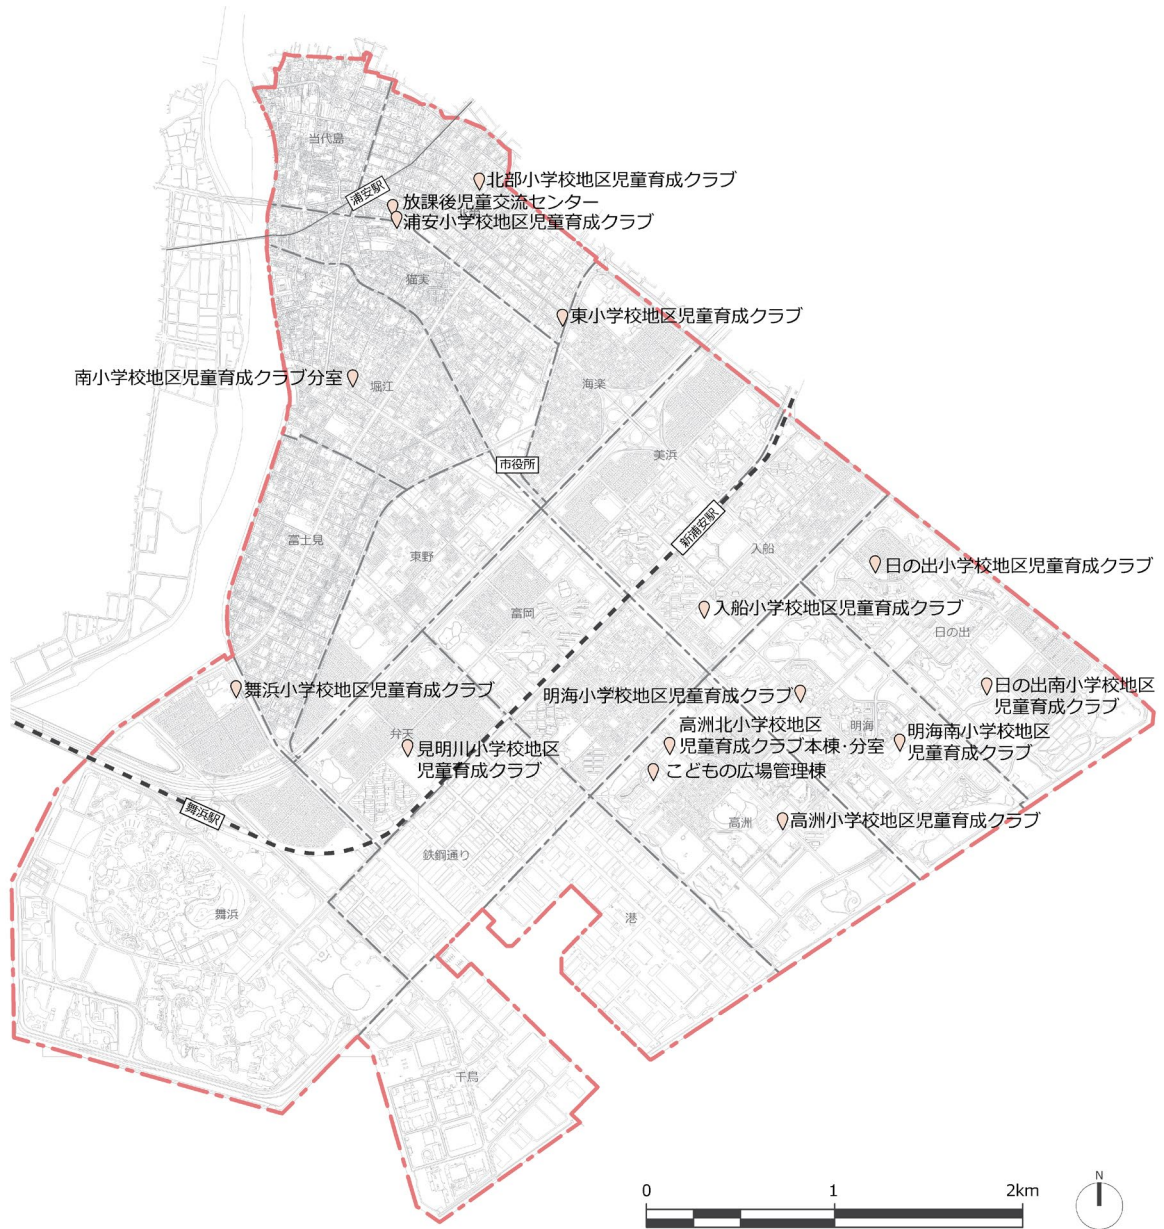 当代島
北部小学校地区児童育成クラブ
浦安駅
放課後児童交流センター
浦安小学校地区児童育成クラブ
猫実
東小学校地区児童育成クラブ
南小学校地区児童育成クラブ分室
堀江
海楽
市役所
美浜
新浦安駅
富士見
東野
入船
日の出小学校地区児童育成クラブ
富岡
入船小学校地区児童育成クラブ
日の出
舞浜小学校地区児童育成クラブ
明海小学校地区児童育成クラブ
日の出南小学校地区
児童育成クラブ
明海
高洲北小学校地区
児童育成クラブ本棟・分室
明海南小学校地区
児童育成クラブ
弁天
見明川小学校地区
児童育成クラブ
こどもの広場管理棟
舞浜駅
高洲
高洲小学校地区児童育成クラブ
鉄鋼通り
舞浜
港
千鳥
0 1 2km
N